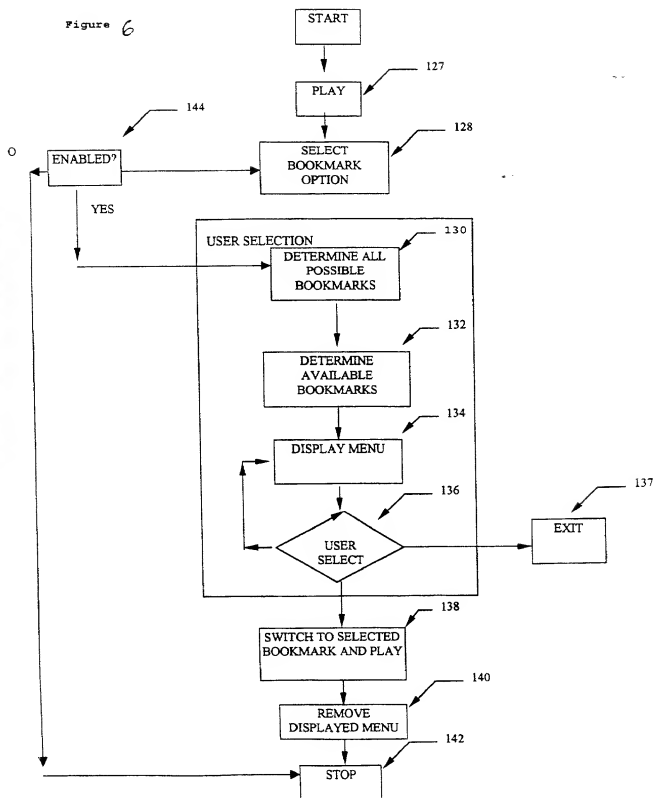 Figure 6
START
127
PLAY
144
128
O
ENABLED?
SELECT
BOOKMARK
OPTION
YES
USER SELECTION
130
DETERMINE ALL
POSSIBLE
BOOKMARKS
132
DETERMINE
AVAILABLE
BOOKMARKS
134
DISPLAY MENU
136
137
USER
SELECT
EXIT
138
SWITCH TO SELECTED
BOOKMARK AND PLAY
140
REMOVE
DISPLAYED MENU
142
STOP